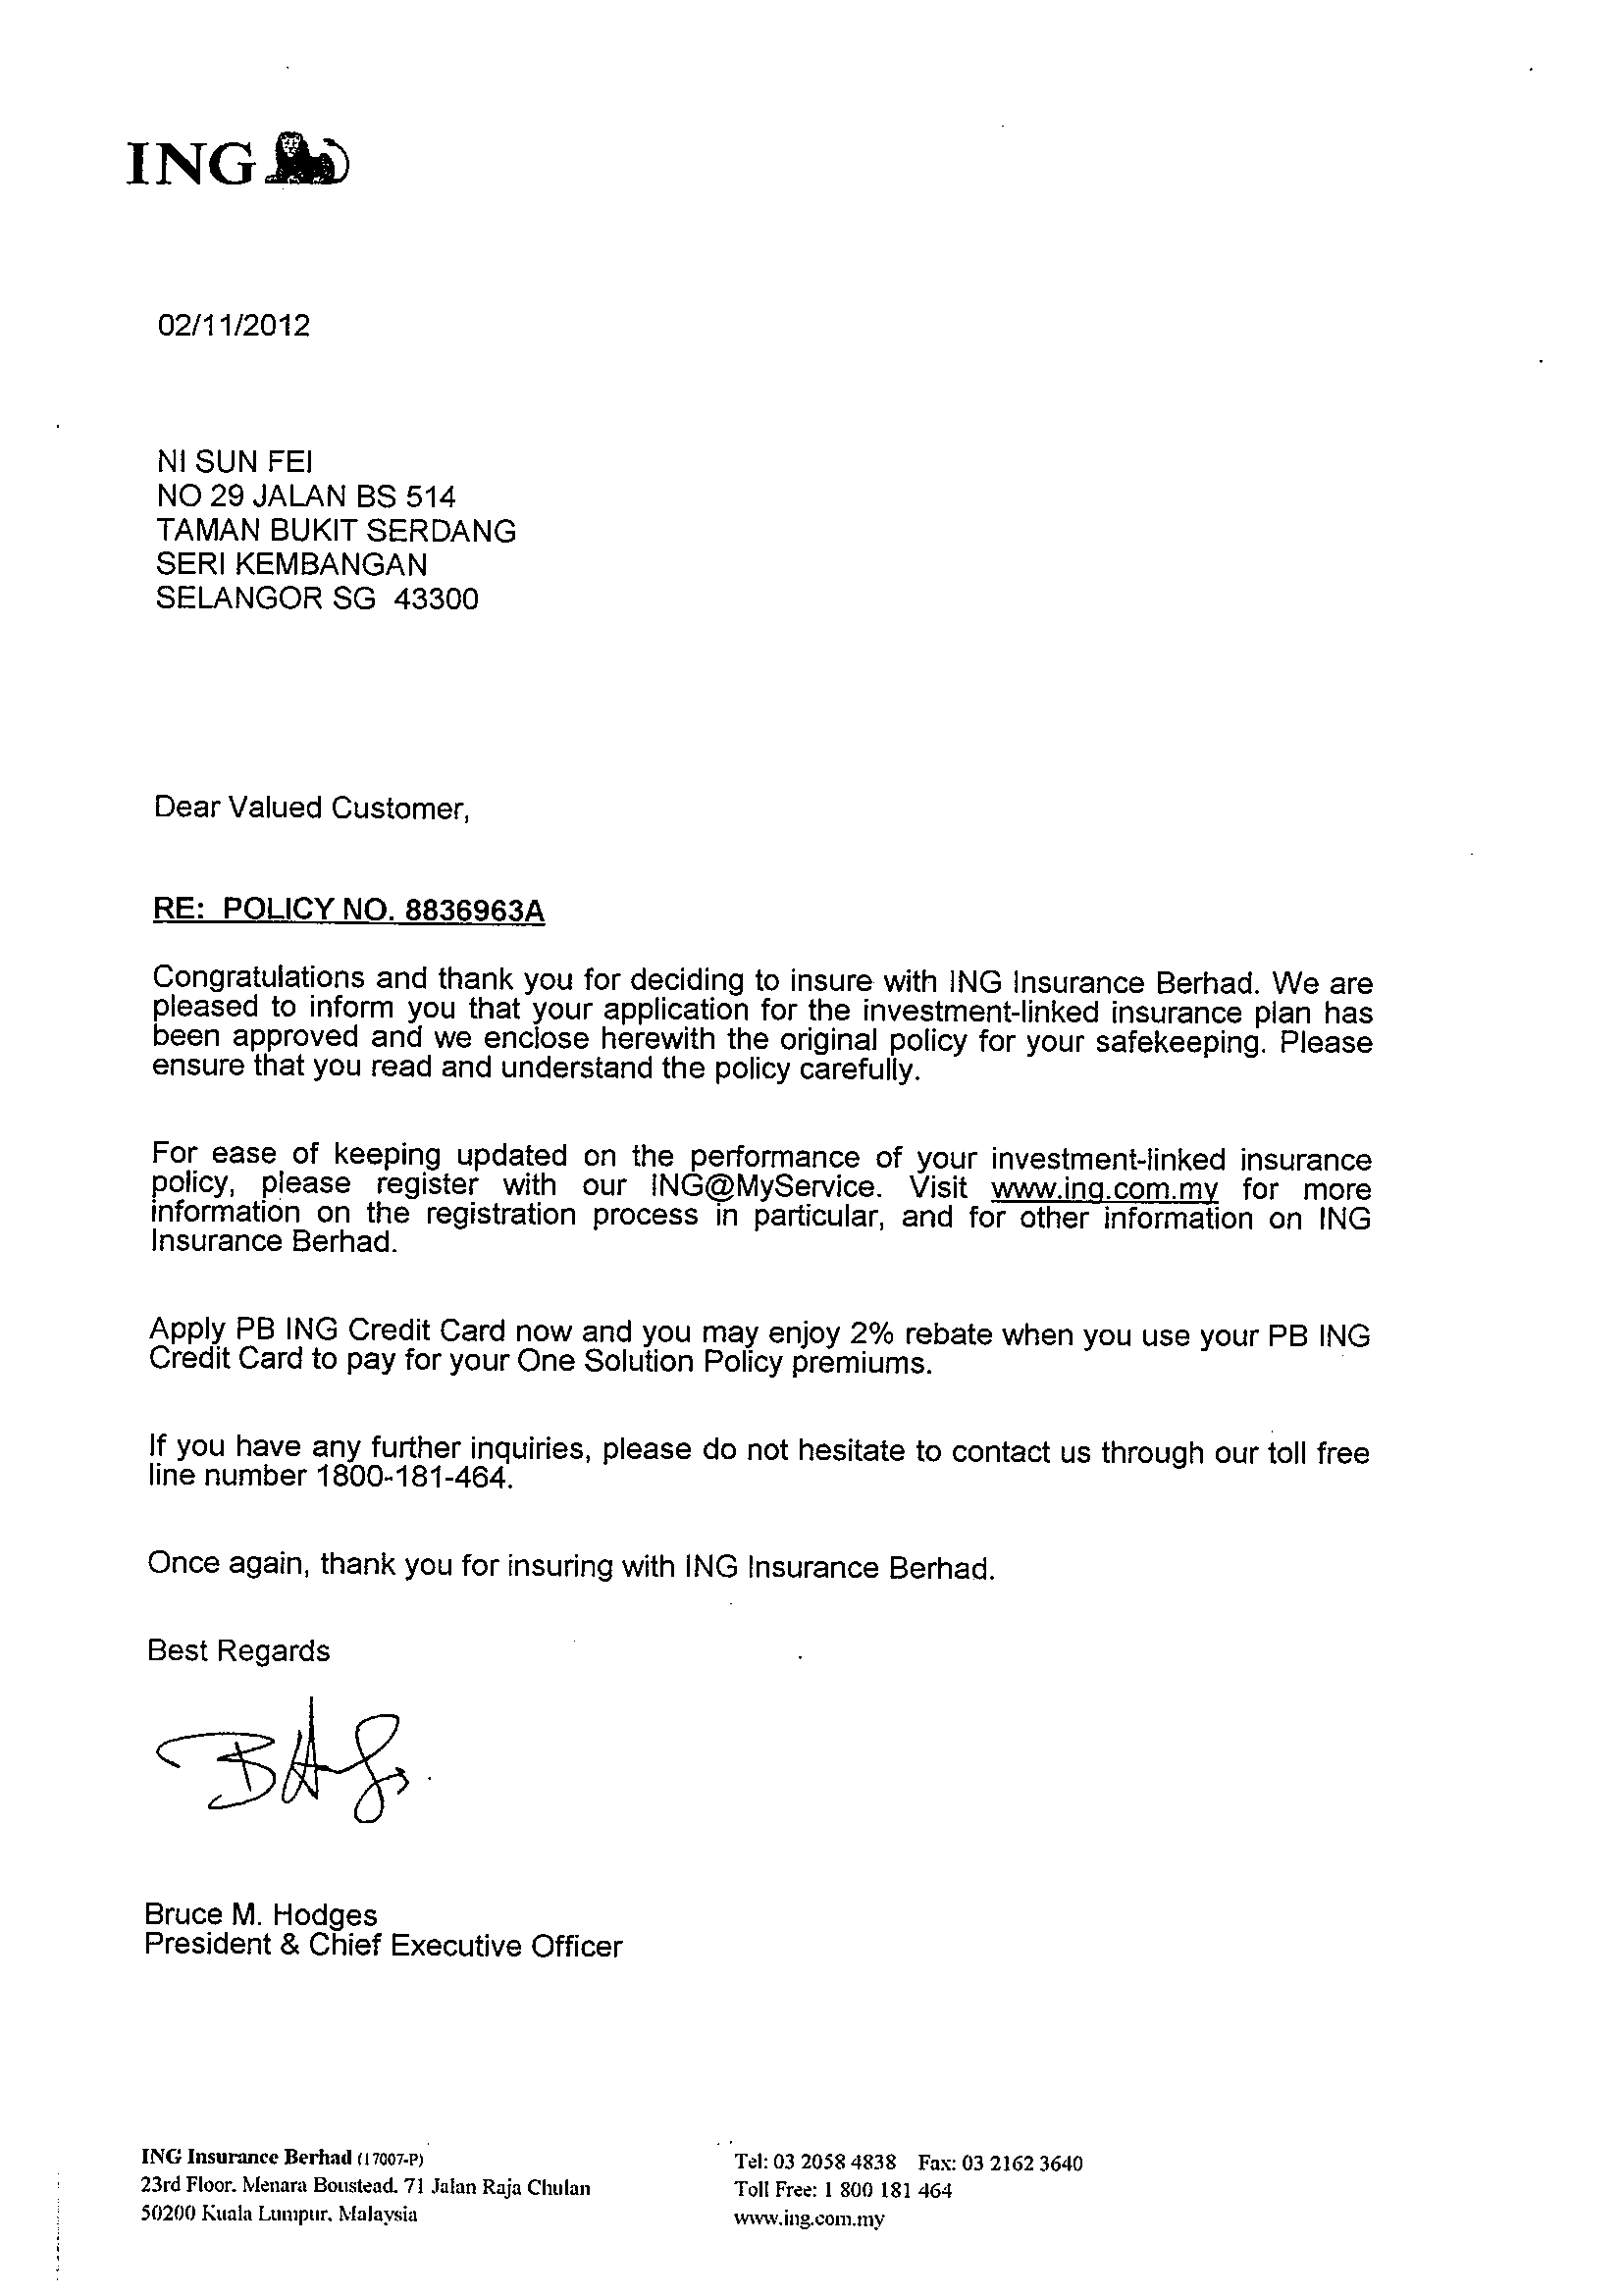 ING
02/11/2012
NI SUN FEI
NO 29 JALAN BS 514
TAMAN BUKIT SERDANG
SERI KEMBANGAN
SELANGOR SG 43300
Dear Valued Customer,
RE: POLICY NO. 8836963A
Congratulations and thank you for deciding to insure with ING Insurance Berhad. We are
pleased to inform you that your application for the investment-linked insurance plan has
been approved and we enclose herewith the original policy for your safekeeping. Please
ensure that you read and understand the policy carefully.
For ease of keeping updated on the performance of your investment-linked insurance
policy, please register with our ING@MyService. Visit www.ing.com.my for more
information on the registration process in particular, and for other information on ING
Insurance Berhad.
Apply PB ING Credit Card now and you may enjoy 2% rebate when you use your PB ING
Credit Card to pay for your One Solution Policy premiums.
If you have any further inquiries, please do not hesitate to contact us through our toll free
line number 1800-181-464.
Once again, thank you for insuring with ING Insurance Berhad.
Best Regards
Bruce M. Hodges
President & Chief Executive Officer
ING Insurance Berhad (17007-P)
23rd Floor. Menara Boustead. 71 Jalan Raja Chulan
50200 Kuala Lumpur. Malaysia
Tel: 03 2058 4838 Fax: 03 2162 3640
Toll Free: 1 800 181 464
www.ing.com.my